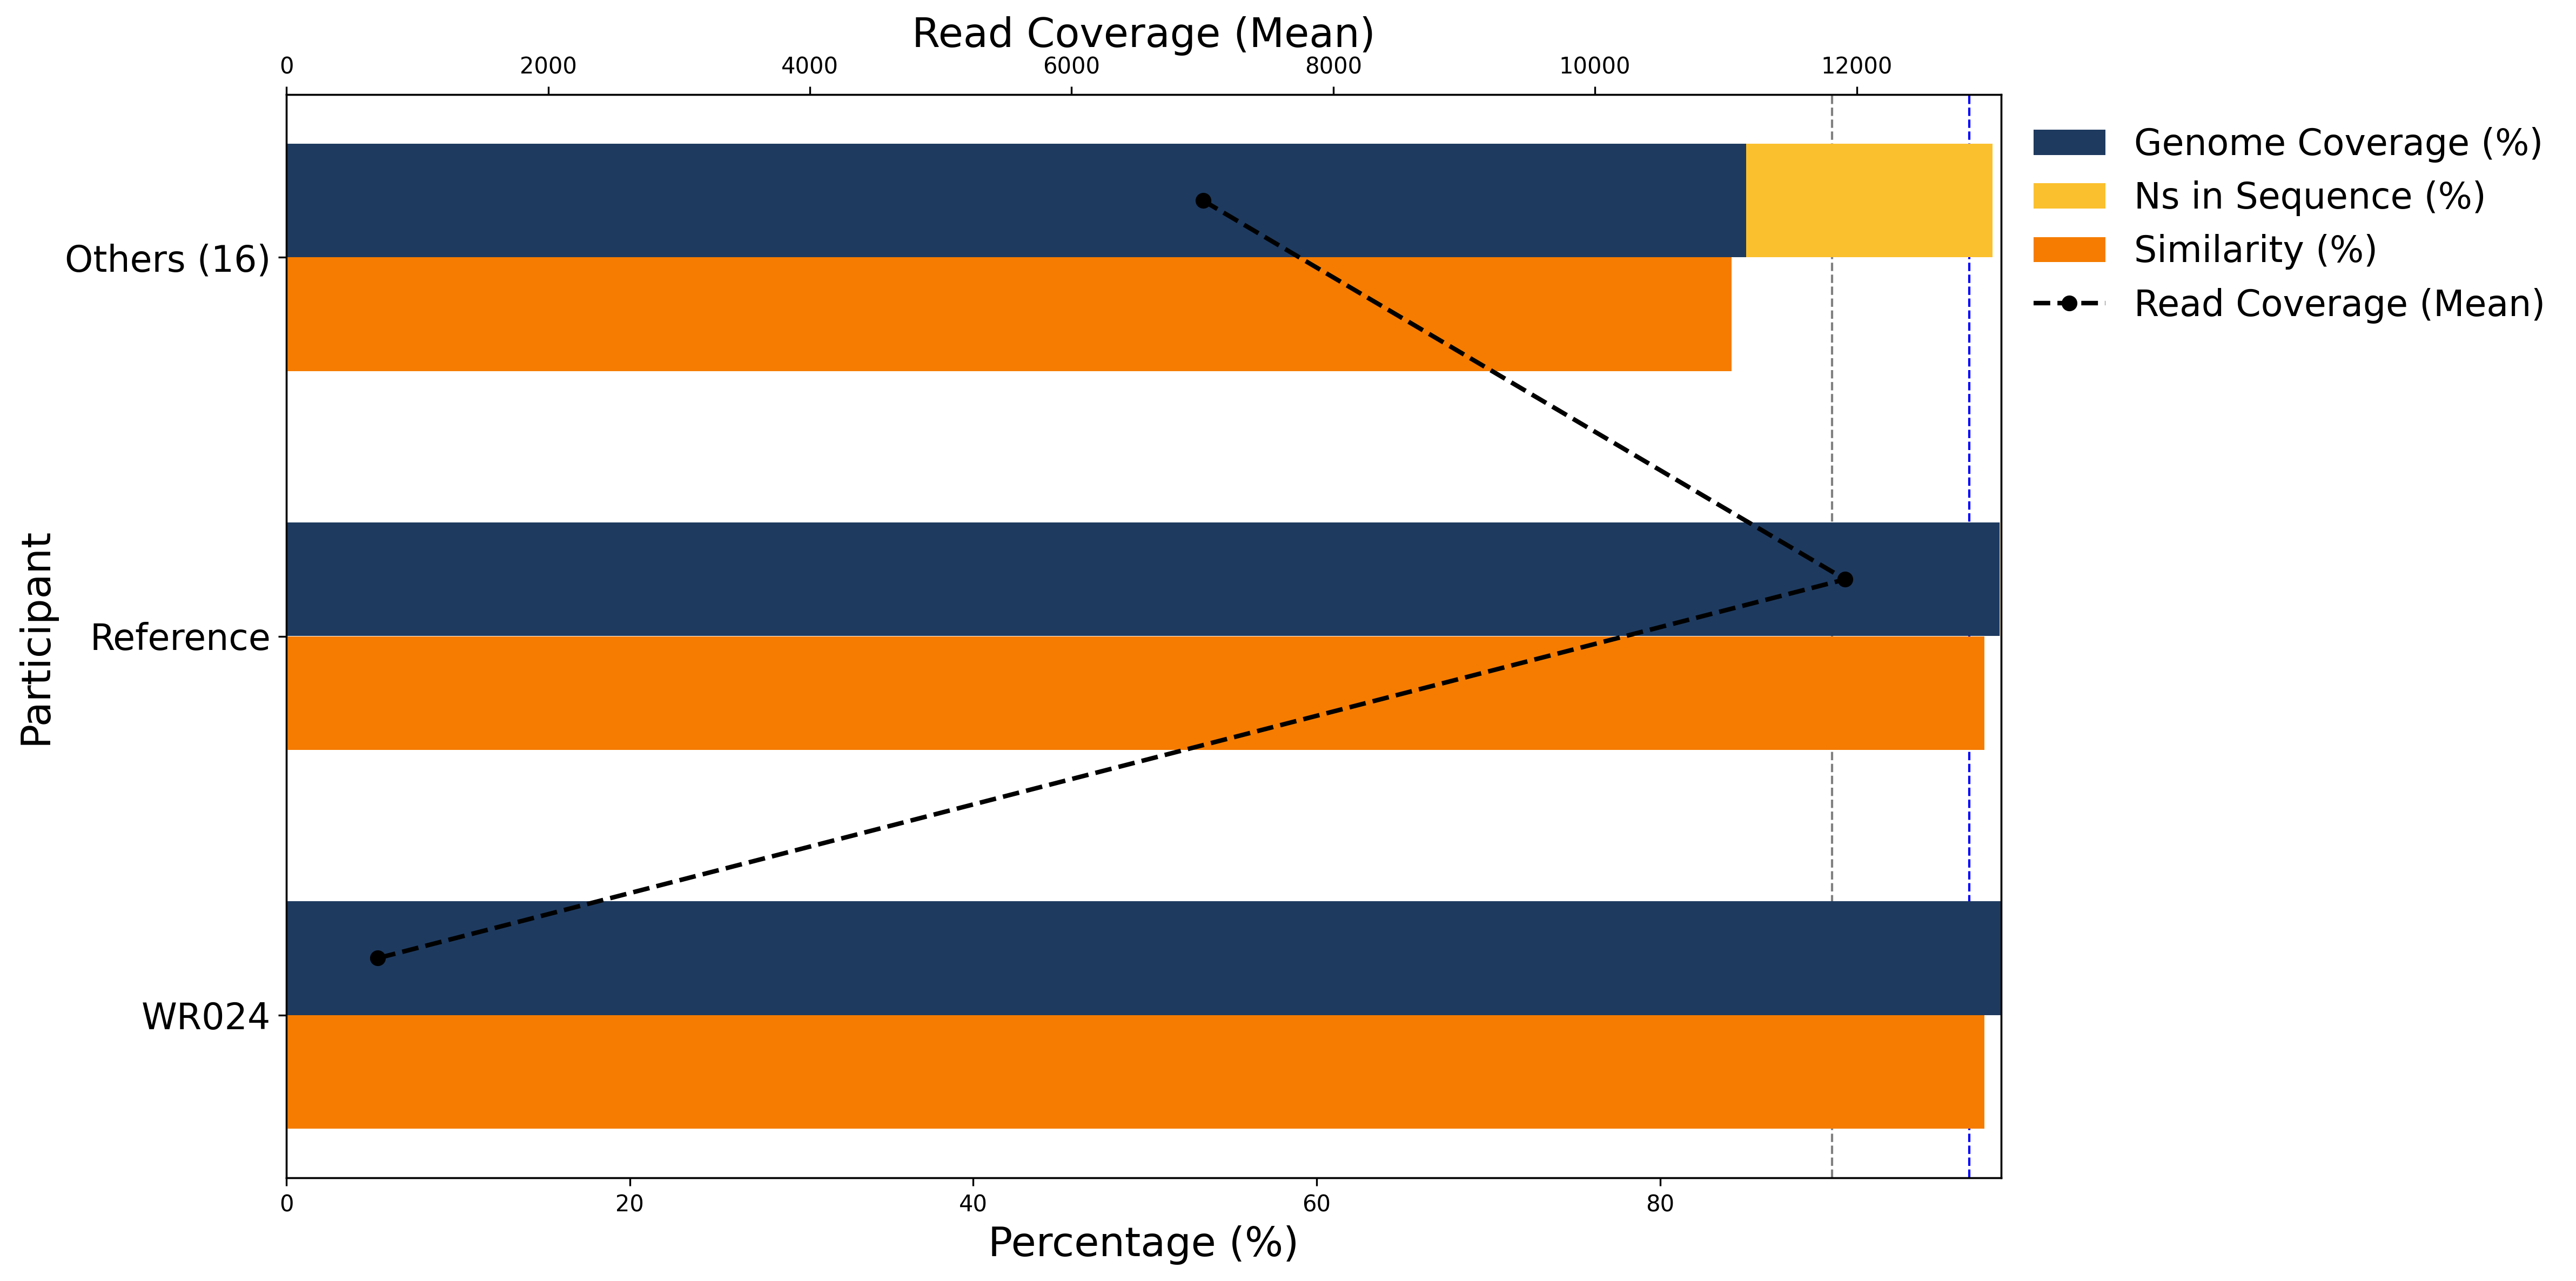 Read Coverage (Mean)
0 2000 4000 6000 8000 10000 12000
Genome Coverage (%)
Ns in Sequence (%)
Similarity (%)
Read Coverage (Mean)
Participant
Others (16)
Reference
WR024
0 20 40 60 80
Percentage (%)